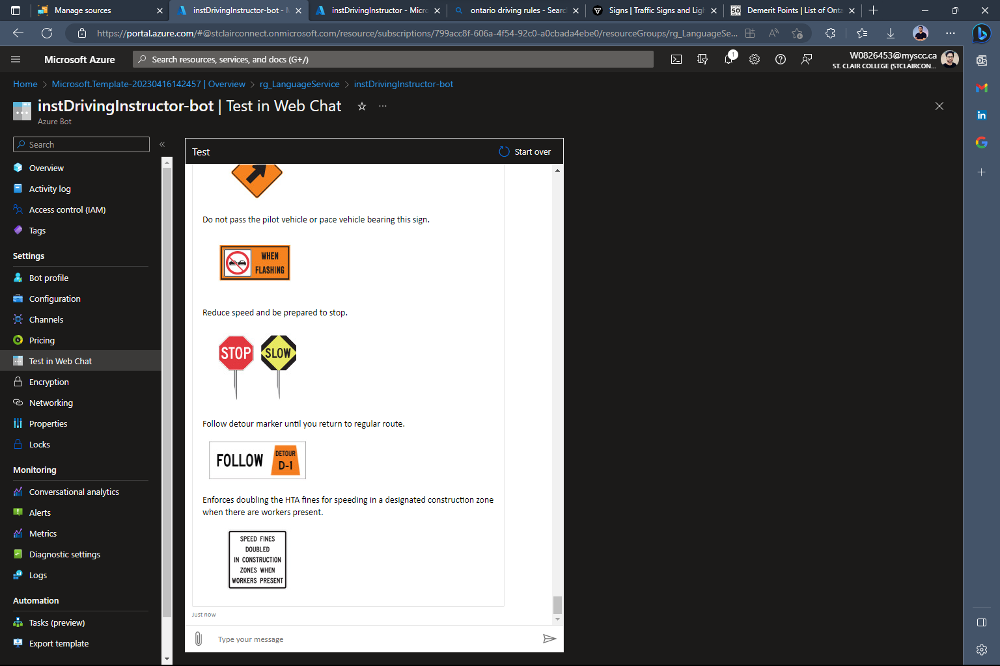 Manage sources
instDrivingInstructor-bot - M
instDrivingInstructor - Micro
ontario driving rules - Searc
Signs | Traffic Signs and Ligh
Demerit Points | List of Onta
https://portal.azure.com/#@stclairconnect.onmicrosoft.com/resource/subscriptions/799acc8f-606a-4f54-92c0-a0cbada4ebe0/resourceGroups/rg_LanguageSe...
Microsoft Azure
Search resources, services, and docs (G+/)
1
W0826453@myscc.ca
ST. CLAIR COLLEGE (STCLAIRCON...
Home > Microsoft.Template-20230416142457 | Overview > rg_LanguageService > instDrivingInstructor-bot
instDrivingInstructor-bot | Test in Web Chat
Azure Bot
Search
Overview
Activity log
Access control (IAM)
Tags
Settings
Bot profile
Configuration
Channels
Pricing
Test in Web Chat
Encryption
Networking
Properties
Locks
Monitoring
Conversational analytics
Alerts
Metrics
Diagnostic settings
Logs
Automation
Tasks (preview)
Export template
Test
Start over
Do not pass the pilot vehicle or pace vehicle bearing this sign.
WHEN
FLASHING
Reduce speed and be prepared to stop.
STOP
SLOW
Follow detour marker until you return to regular route.
FOLLOW
DETOUR
D-1
Enforces doubling the HTA fines for speeding in a designated construction zone
when there are workers present.
SPEED FINES
DOUBLED
IN CONSTRUCTION
ZONES WHEN
WORKERS PRESENT
Just now
Type your message